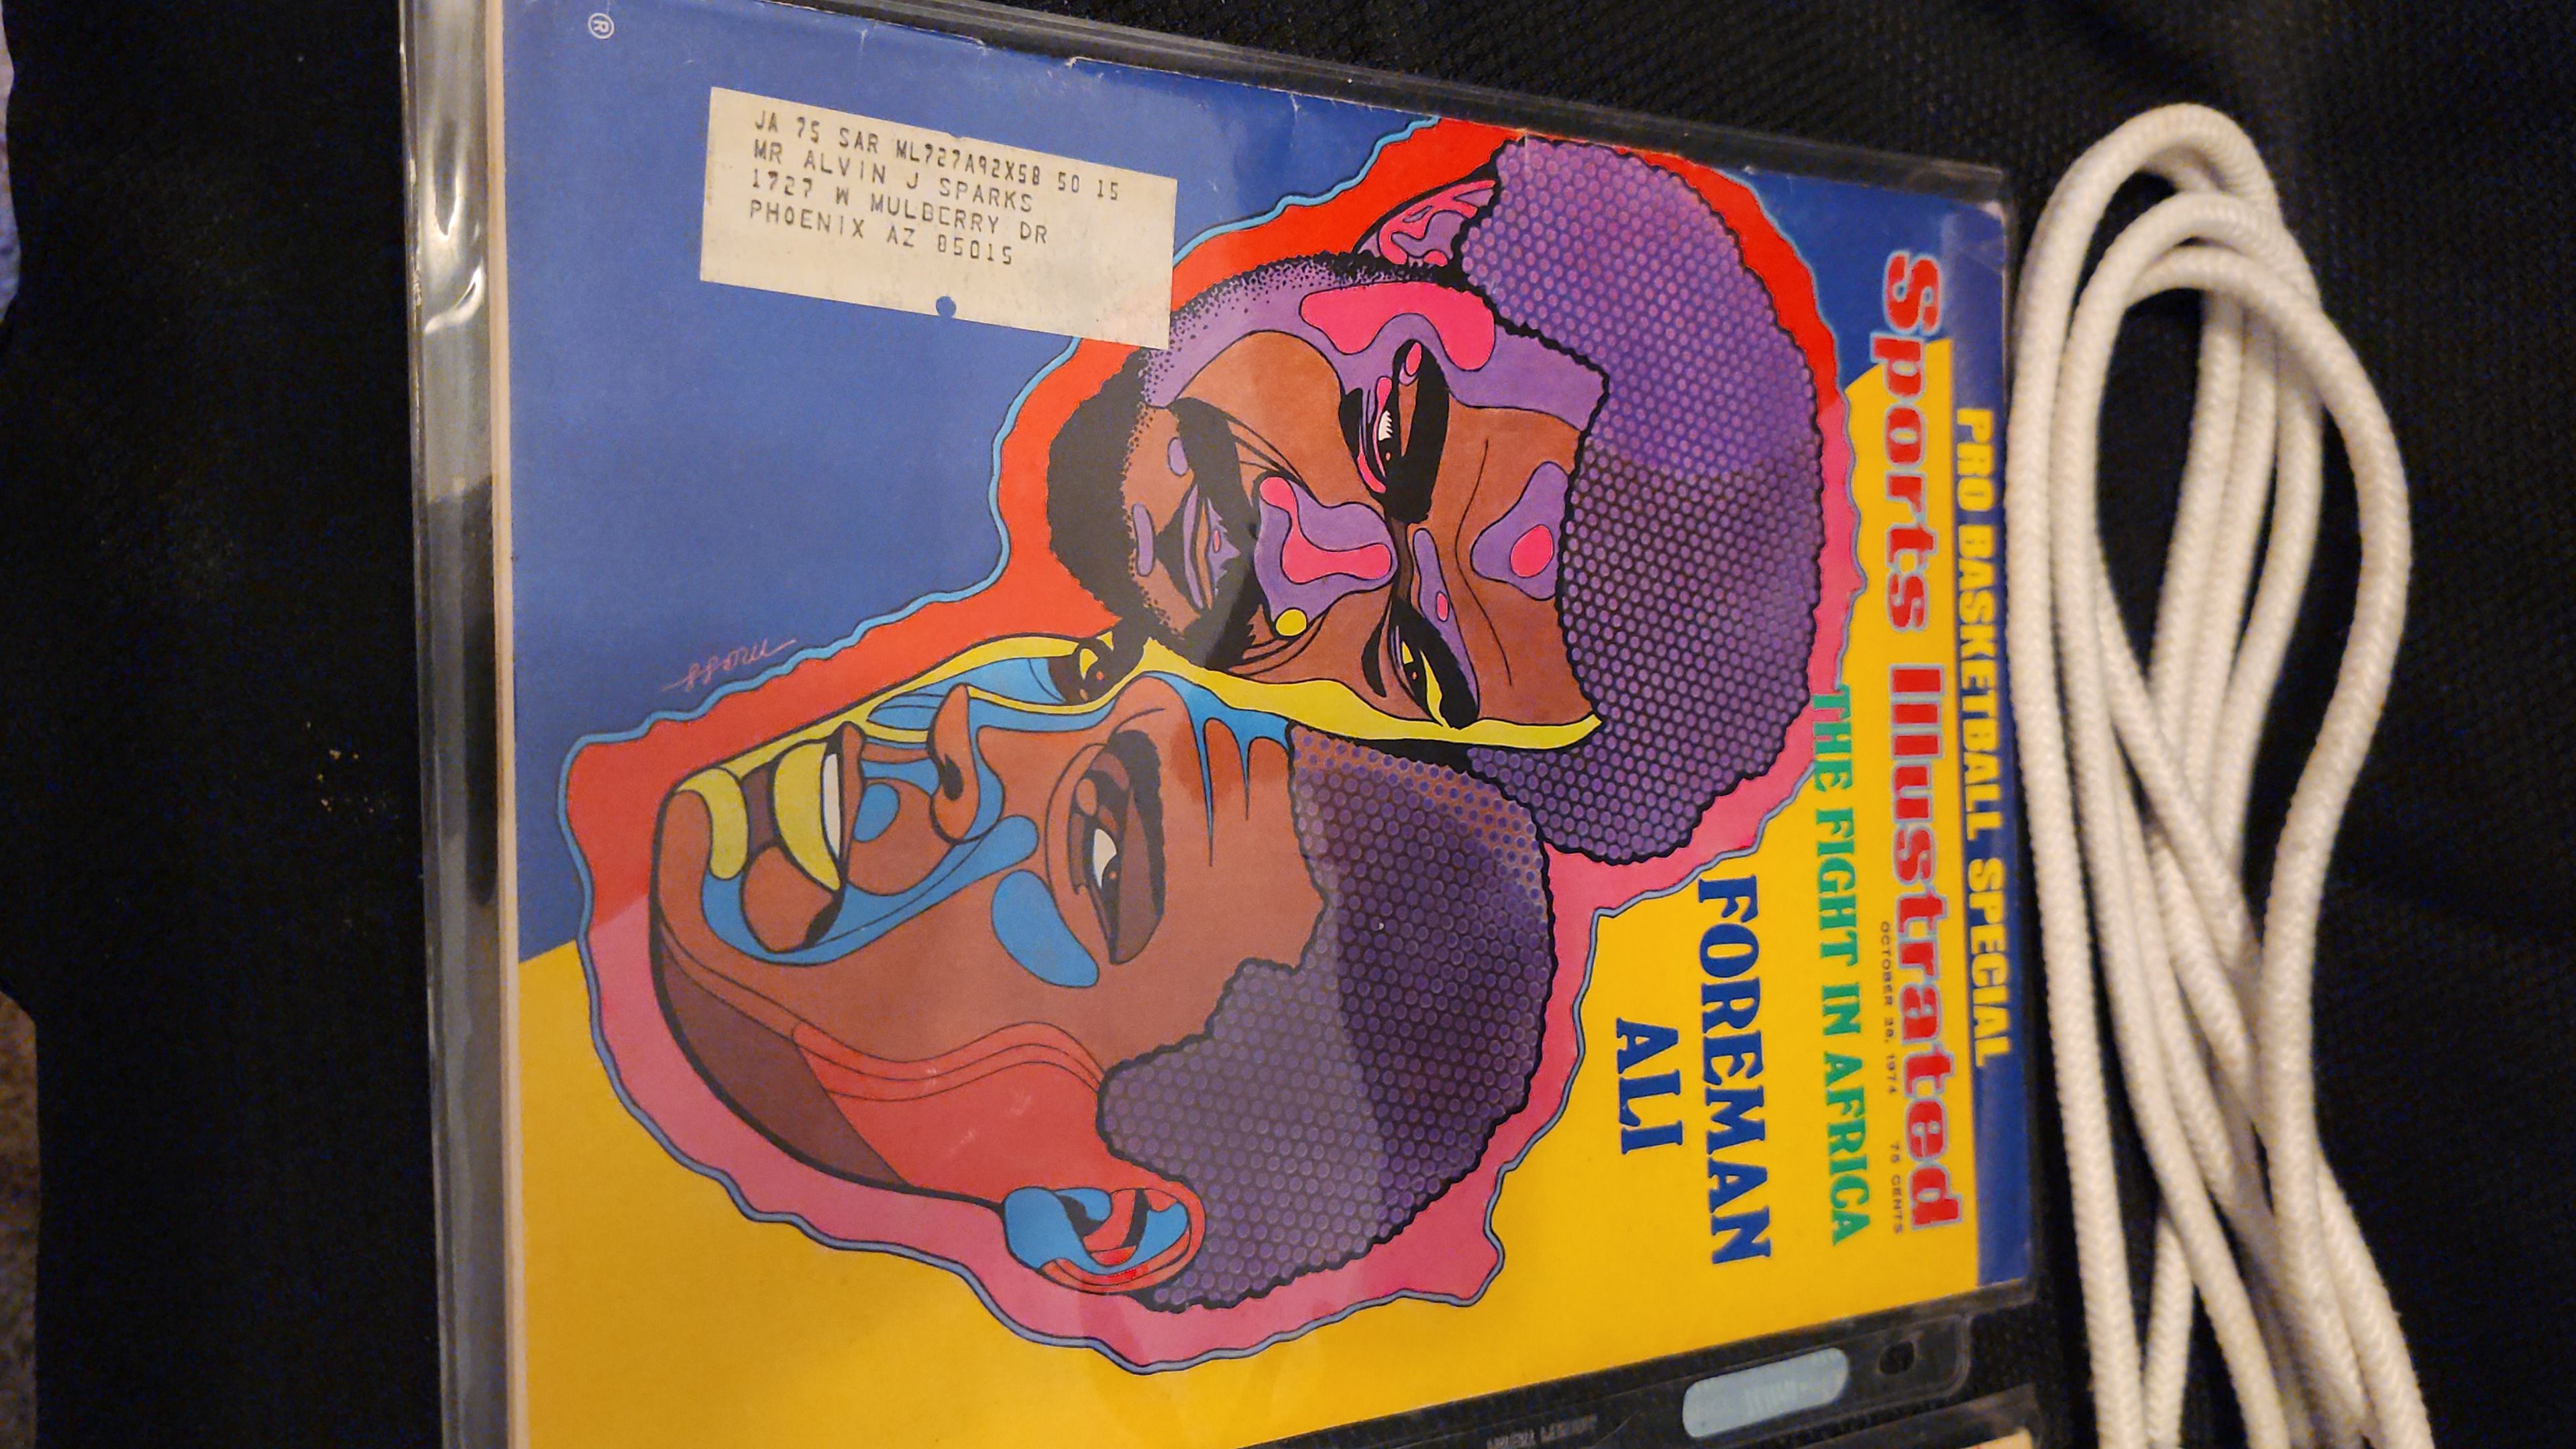 PRO BASKETBALL SPECIAL
Sports Illustrated
OCTOBER 28, 1974 75 CENTS
THE FIGHT IN AFRICA
FOREMAN
ALI
JA 75 SAR ML727A92X58 50 15
MR ALVIN J SPARKS
1727 W MULBERRY DR
PHOENIX AZ 85015
®